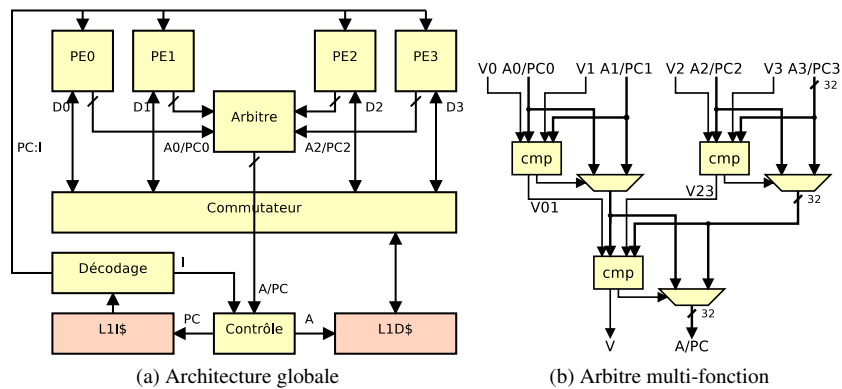 PE0 PE1 PE2 PE3
D0 D1 D2 D3
Arbitre
PC:I
A0/PC0 A2/PC2
Commutateur
Décodage
I
A/PC
L1I$
PC
Contrôle
A
L1D$
(a) Architecture globale
V0 A0/PC0 V1 A1/PC1 V2 A2/PC2 V3 A3/PC3
32
cmp cmp
V01 V23
32
cmp
32
V A/PC
(b) Arbitre multi-fonction